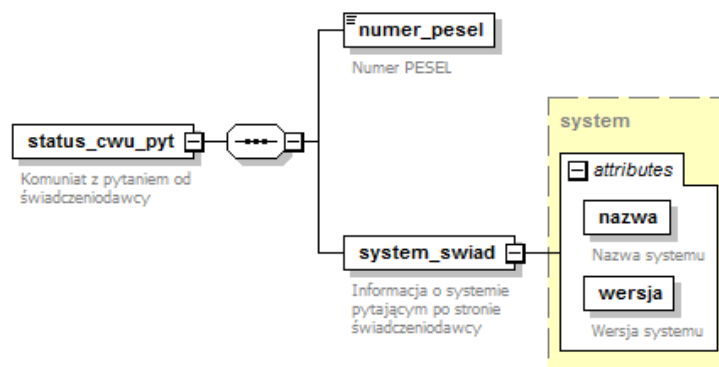 numer_pesel
Numer PESEL
status_cwu_pyt
Komuniat z pytaniem od
świadczeniodawcy
system_swiad
Informacja o systemie
pytającym po stronie
świadczeniodawcy
system
attributes
nazwa
Nazwa systemu
wersja
Wersja systemu